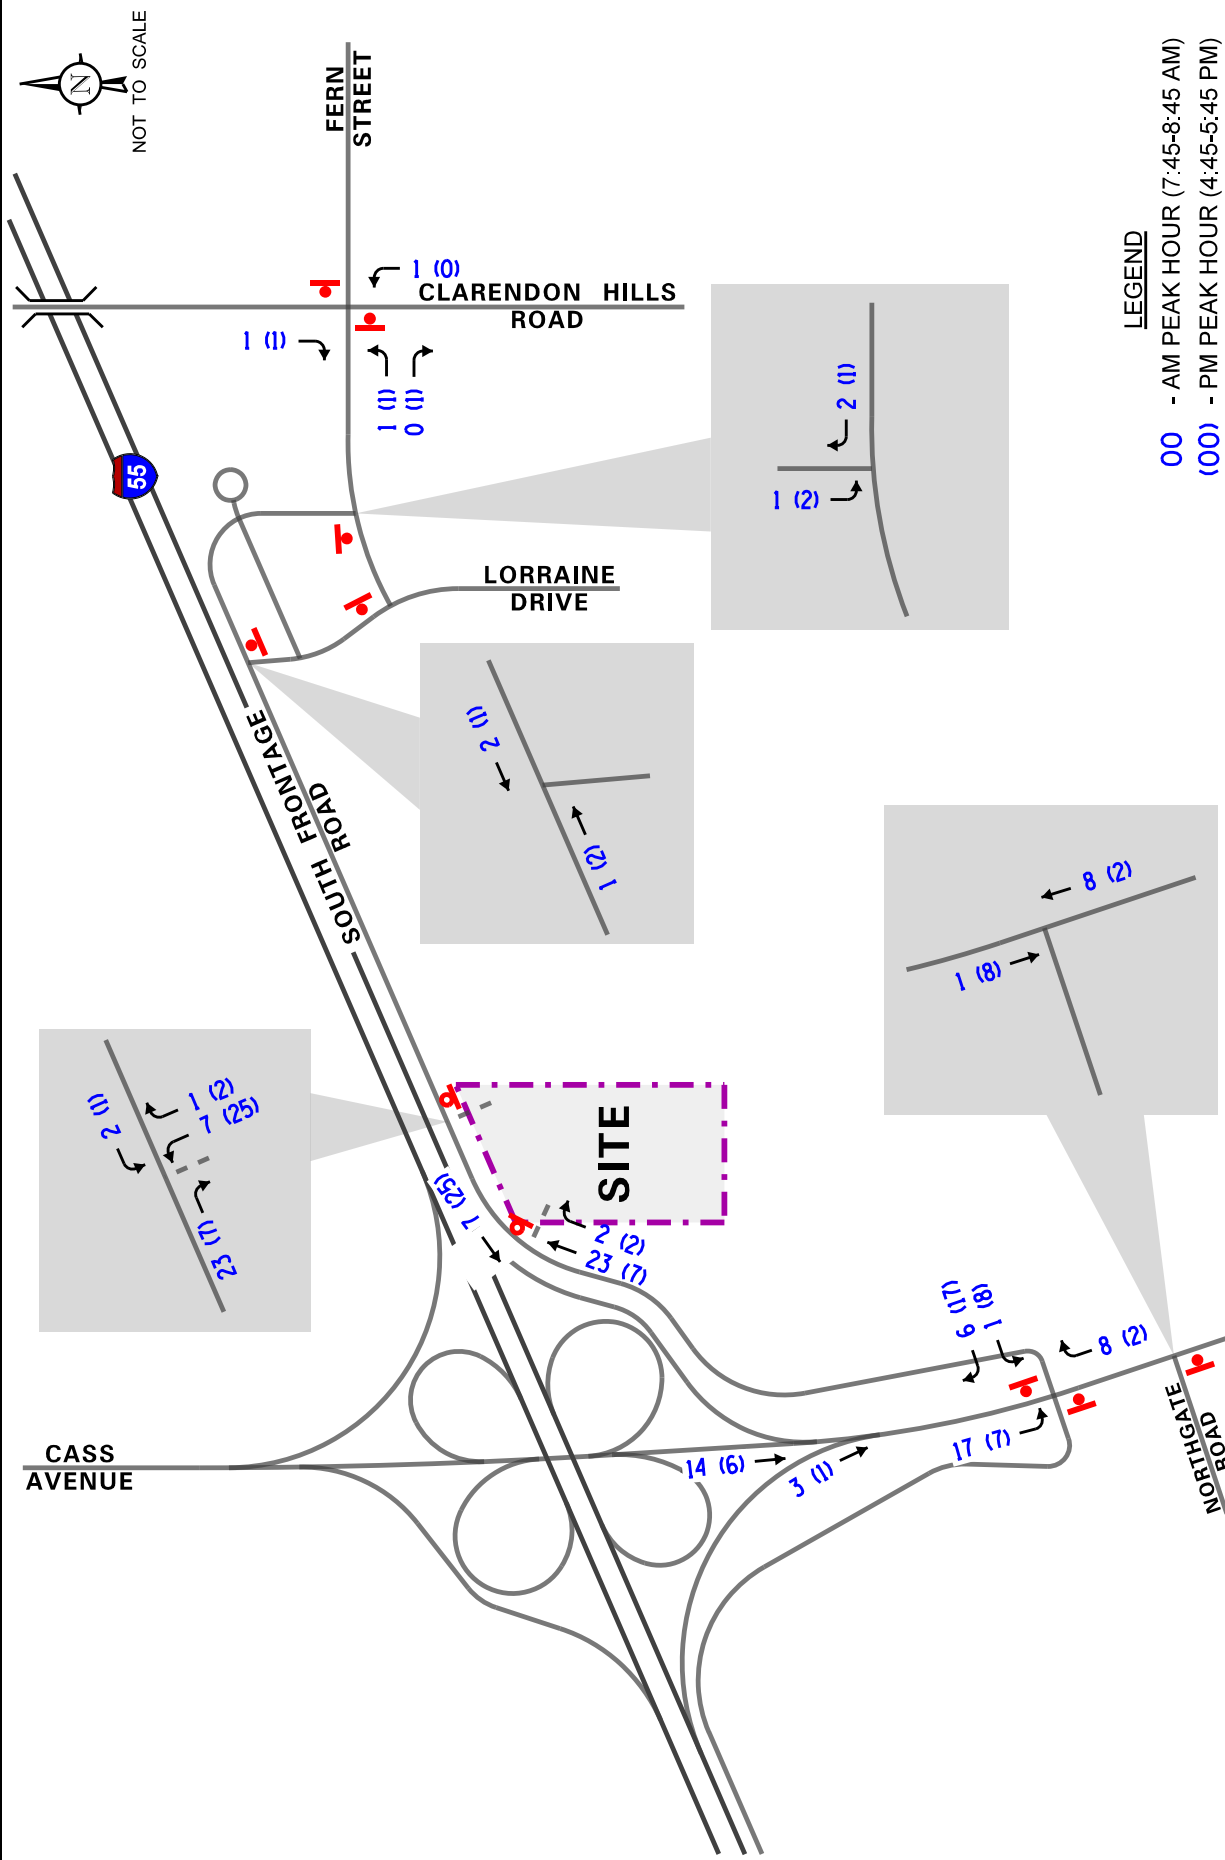 N
NOT TO SCALE
FERN
STREET
1 (0)
CLARENDON HILLS
ROAD
1 (1)
1 (1)
0 (1)
55
2 (1)
1 (2)
LORRAINE
DRIVE
SOUTH FRONTAGE
ROAD
2 (1)
1 (2)
LEGEND
00 - AM PEAK HOUR (7:45-8:45 AM)
(00) - PM PEAK HOUR (4:45-5:45 PM)
2 (1)
1 (2)
7 (25)
23 (7)
8 (2)
1 (8)
SITE
7 (25)
2 (2)
23 (7)
CASS
AVENUE
14 (6)
3 (1)
6 (17)
1 (8)
8 (2)
17 (7)
NORTHGATE
ROAD